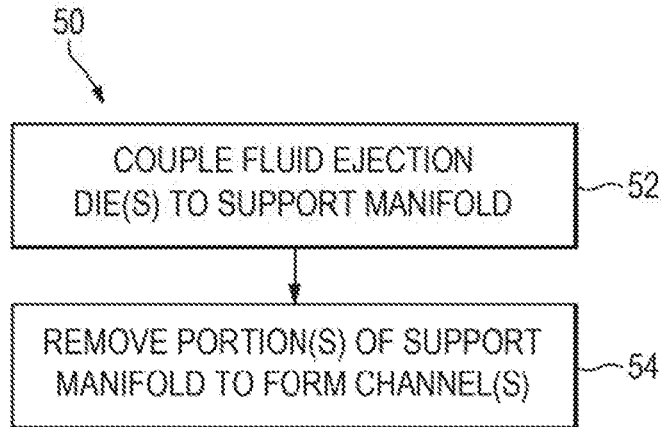 50
COUPLE FLUID EJECTION
DIE(S) TO SUPPORT MANIFOLD
52
REMOVE PORTION(S) OF SUPPORT
MANIFOLD TO FORM CHANNEL(S)
54